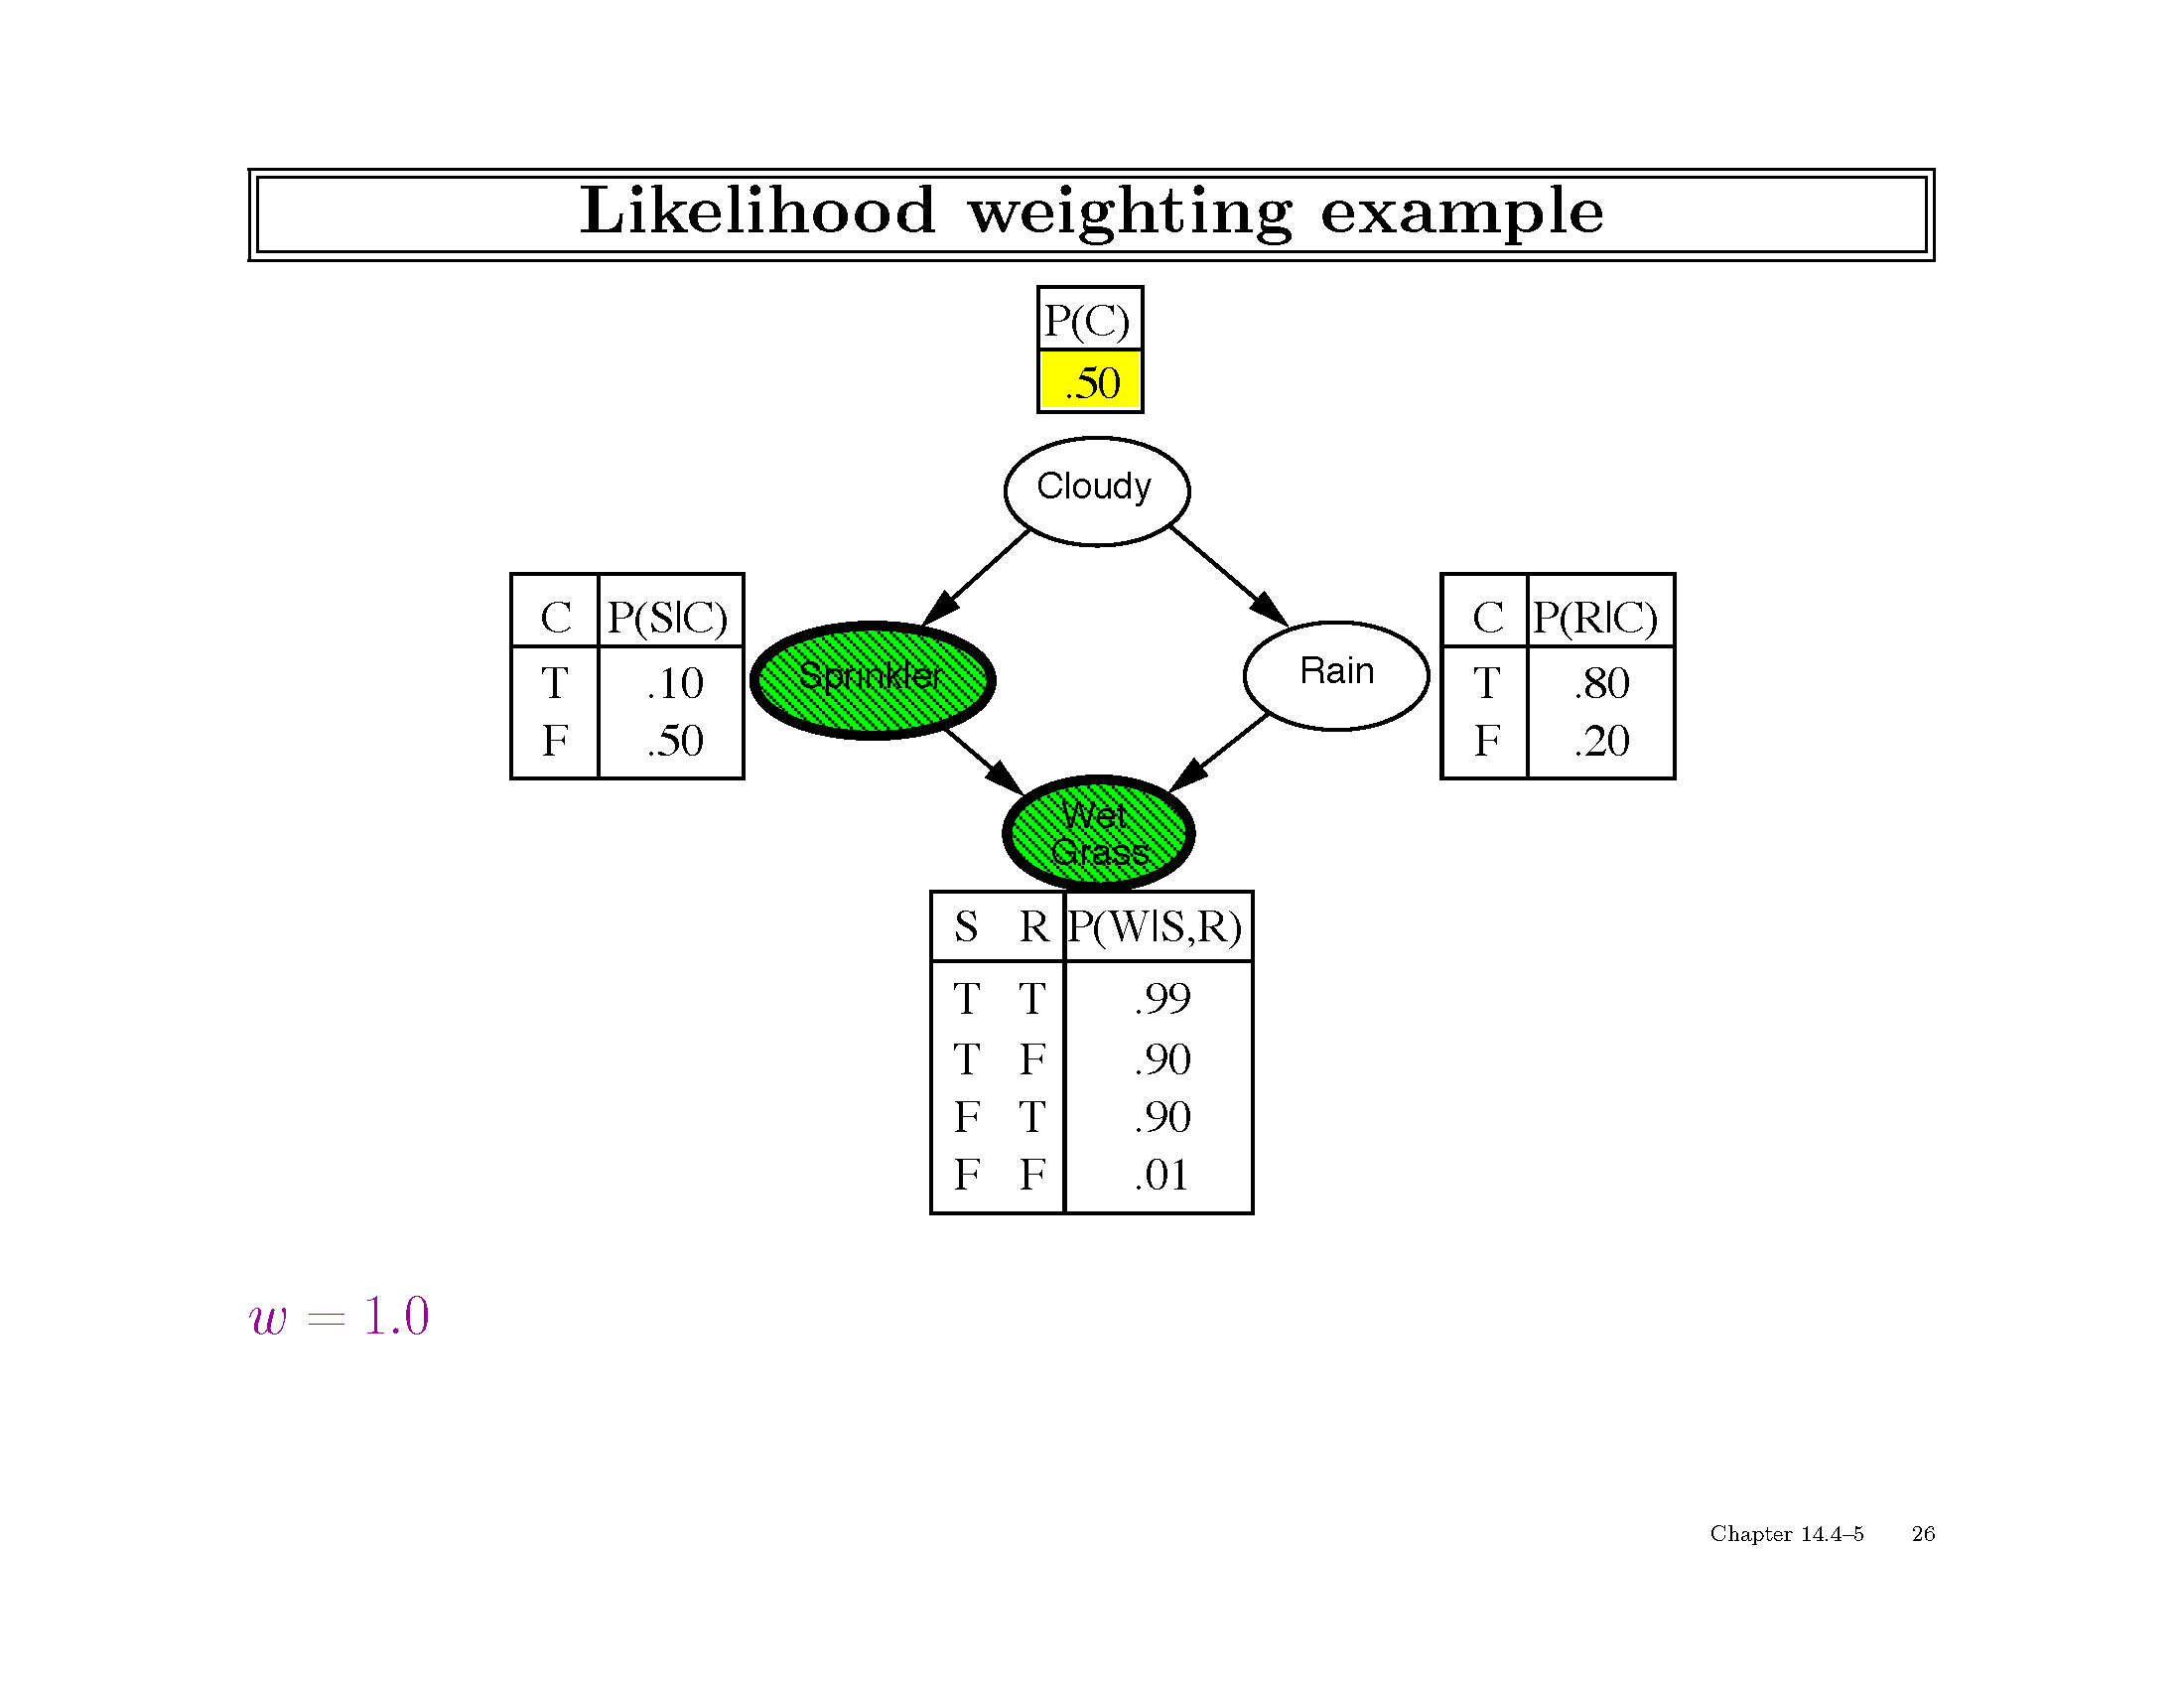 Likelihood weighting example
P(C)
.50
Cloudy
C P(S|C)
T .10
F .50
Sprinkler
Rain
C P(R|C)
T .80
F .20
Wet
Grass
S R P(W|S,R)
T T .99
T F .90
F T .90
F F .01
w = 1.0
Chapter 14.4–5 26